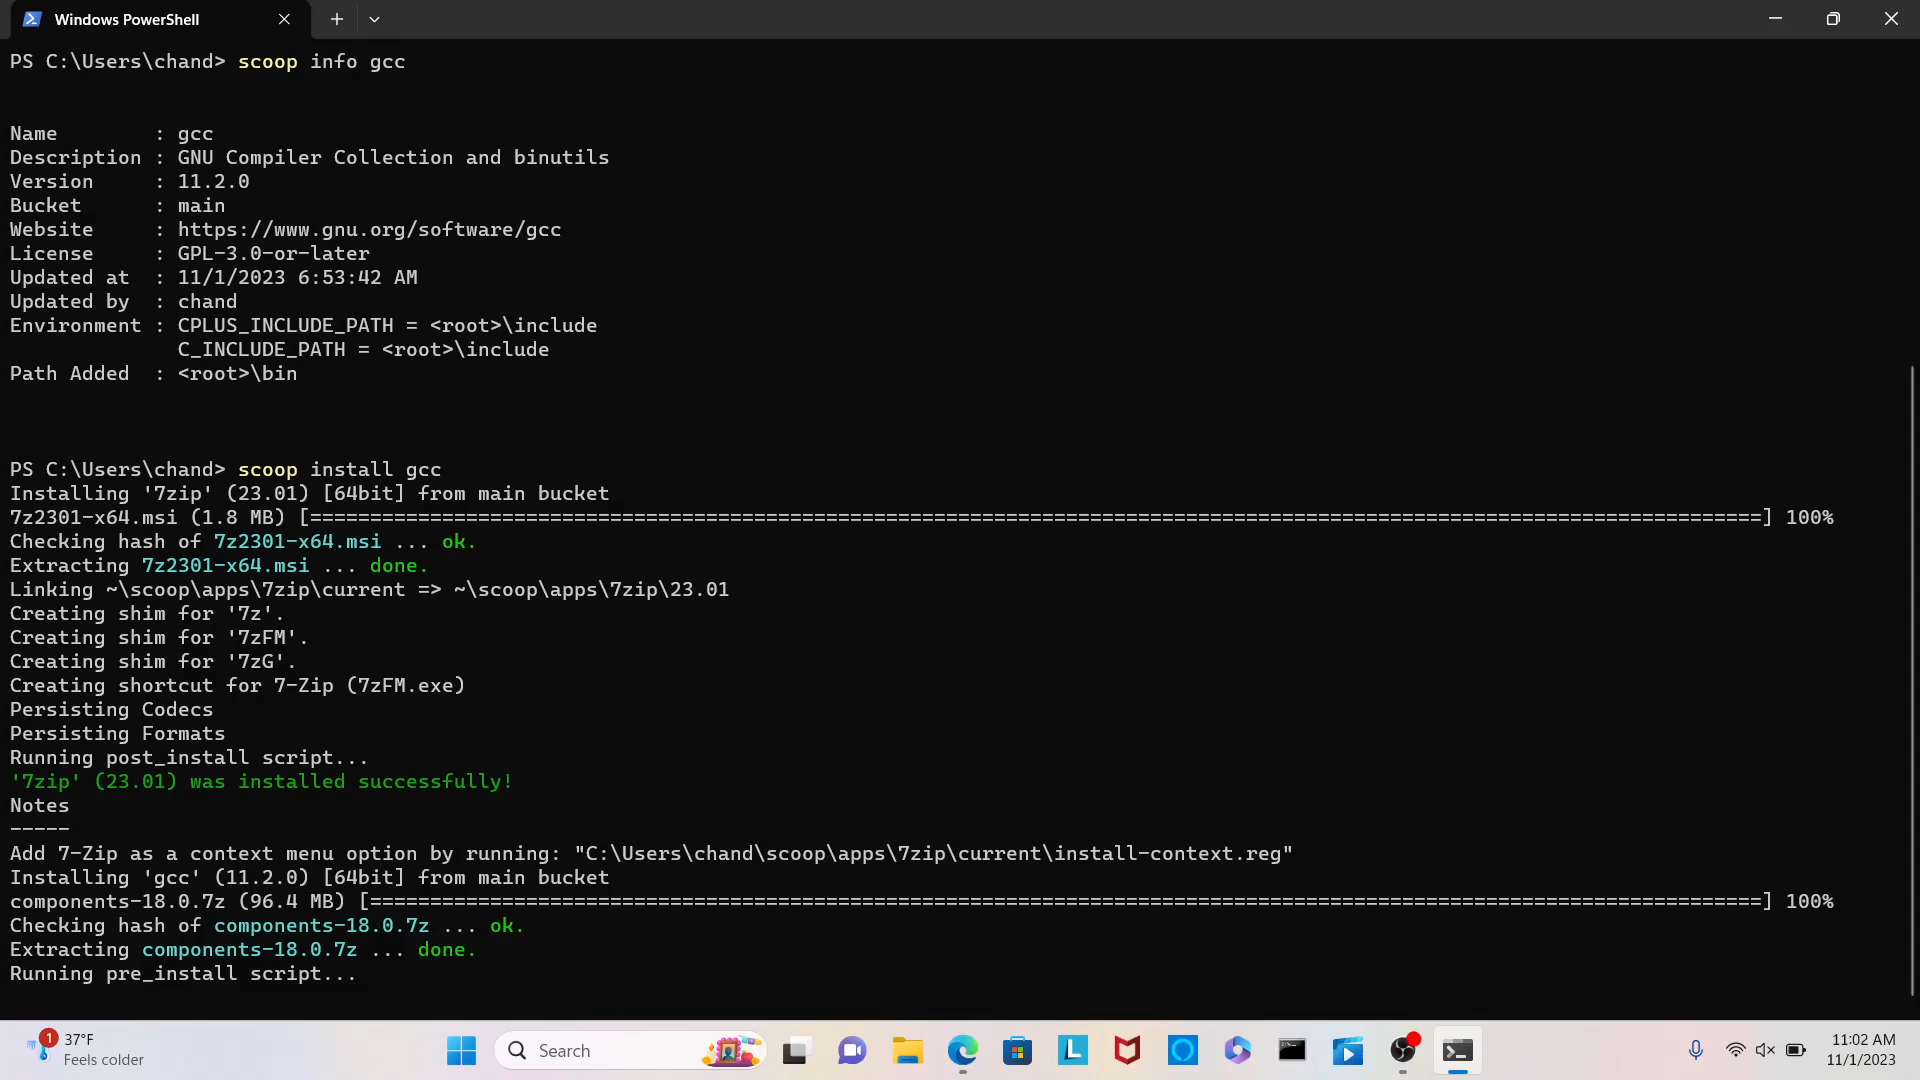 Windows PowerShell
PS C:\Users\chand> scoop info gcc
Name        : gcc
Description : GNU Compiler Collection and binutils
Version     : 11.2.0
Bucket      : main
Website     : https://www.gnu.org/software/gcc
License     : GPL-3.0-or-later
Updated at  : 11/1/2023 6:53:42 AM
Updated by  : chand
Environment : CPLUS_INCLUDE_PATH = <root>\include
              C_INCLUDE_PATH = <root>\include
Path Added  : <root>\bin
PS C:\Users\chand> scoop install gcc
Installing '7zip' (23.01) [64bit] from main bucket
7z2301-x64.msi (1.8 MB) [=========================================================================================================================] 100%
Checking hash of 7z2301-x64.msi ... ok.
Extracting 7z2301-x64.msi ... done.
Linking ~\scoop\apps\7zip\current => ~\scoop\apps\7zip\23.01
Creating shim for '7z'.
Creating shim for '7zFM'.
Creating shim for '7zG'.
Creating shortcut for 7-Zip (7zFM.exe)
Persisting Codecs
Persisting Formats
Running post_install script...
'7zip' (23.01) was installed successfully!
Notes
-----
Add 7-Zip as a context menu option by running: "C:\Users\chand\scoop\apps\7zip\current\install-context.reg"
Installing 'gcc' (11.2.0) [64bit] from main bucket
components-18.0.7z (96.4 MB) [====================================================================================================================] 100%
Checking hash of components-18.0.7z ... ok.
Extracting components-18.0.7z ... done.
Running pre_install script...
1
37°F
Feels colder
Search
L
11:02 AM
11/1/2023